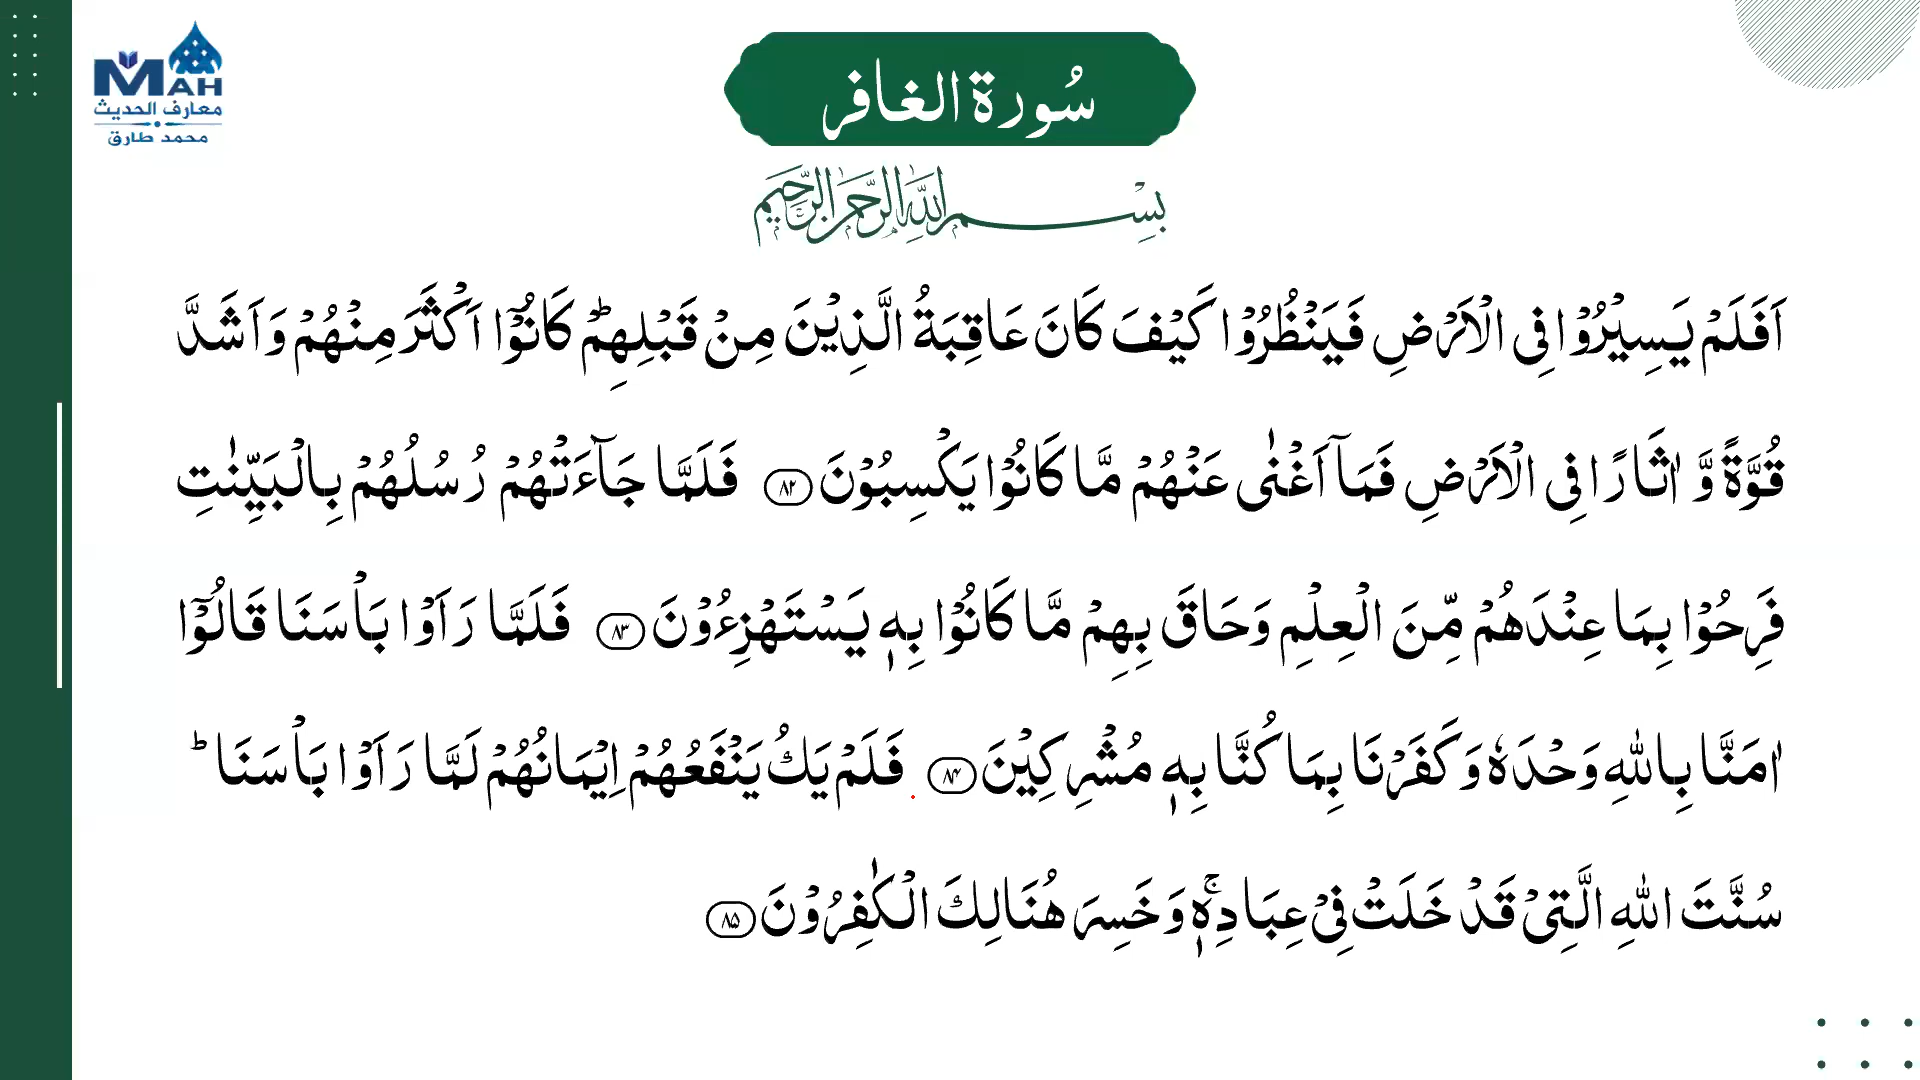 MAH
معارف الحديث
محمد طارق
سُورة الغافر
بِسْمِ اللّٰهِ الرَّحْمٰنِ الرَّحِيْمِ
اَفَلَمْ يَسِيْرُوْا فِى الْاَرْضِ فَيَنْظُرُوْا كَيْفَ كَانَ عَاقِبَةُ الَّذِيْنَ مِنْ قَبْلِهِمْؕ كَانُوْۤا اَكْثَرَ مِنْهُمْ وَاَشَدَّ
قُوَّةً وَّ اٰثَارًا فِى الْاَرْضِ فَمَاۤ اَغْنٰى عَنْهُمْ مَّا كَانُوْا يَكْسِبُوْنَ ۸۲ فَلَمَّا جَآءَتْهُمْ رُسُلُهُمْ بِالْبَيِّنٰتِ
فَرِحُوْا بِمَا عِنْدَهُمْ مِّنَ الْعِلْمِ وَحَاقَ بِهِمْ مَّا كَانُوْا بِهٖ يَسْتَهْزِءُوْنَ ۸۳ فَلَمَّا رَاَوْا بَاْسَنَا قَالُوْۤا
اٰمَنَّا بِاللّٰهِ وَحْدَهٗ وَكَفَرْنَا بِمَا كُنَّا بِهٖ مُشْرِكِيْنَ ۸۴ فَلَمْ يَكُ يَنْفَعُهُمْ اِيْمَانُهُمْ لَمَّا رَاَوْا بَاْسَنَاؕ
سُنَّتَ اللّٰهِ الَّتِىْ قَدْ خَلَتْ فِىْ عِبَادِهٖۚ وَخَسِرَ هُنَالِكَ الْكٰفِرُوْنَ ۸۵